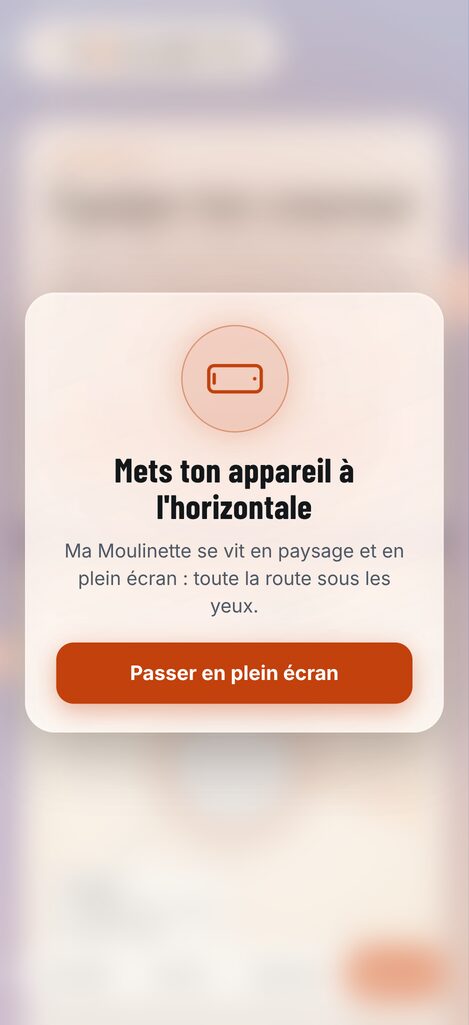 Mets ton appareil à
l'horizontale
Ma Moulinette se vit en paysage et en
plein écran : toute la route sous les
yeux.
Passer en plein écran